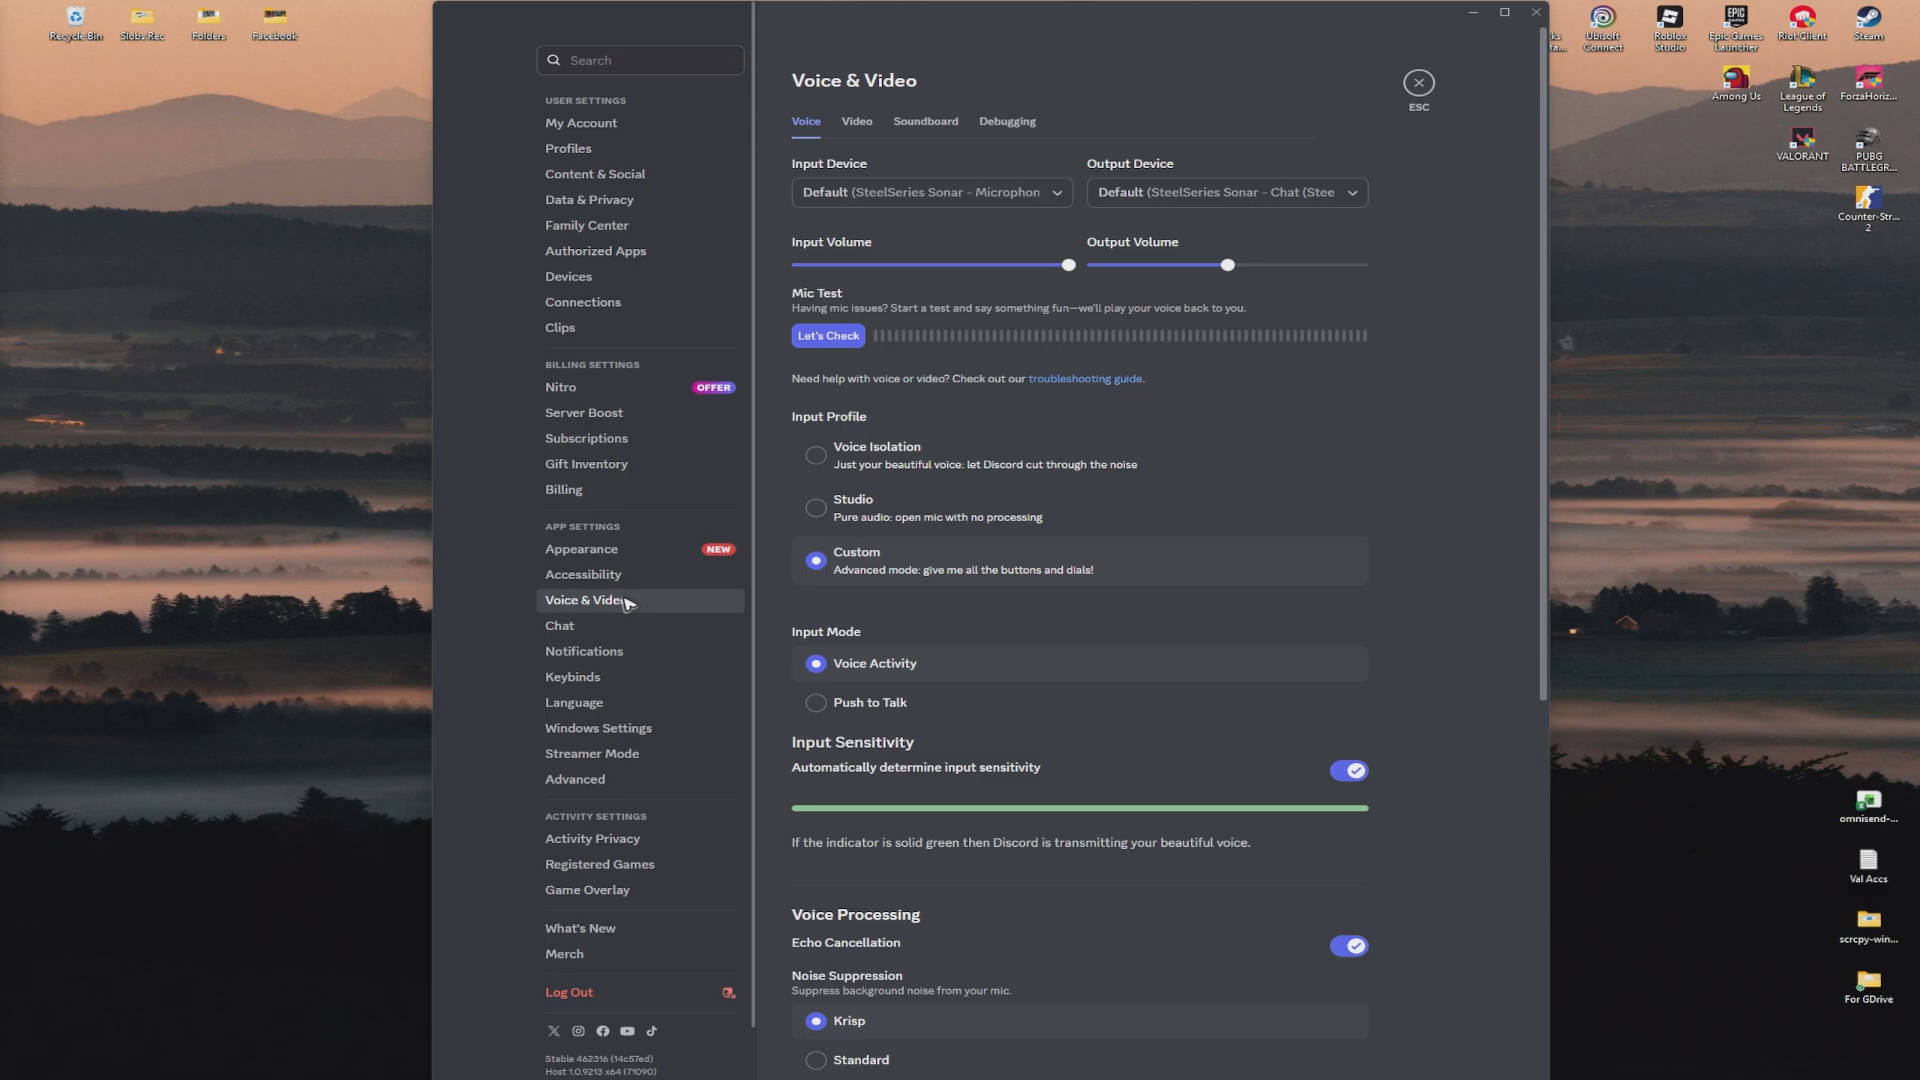 Recycle Bin
Slobs Rec
Folders
Facebook
Search
USER SETTINGS
My Account
Profiles
Content & Social
Data & Privacy
Family Center
Authorized Apps
Devices
Connections
Clips
BILLING SETTINGS
Nitro
OFFER
Server Boost
Subscriptions
Gift Inventory
Billing
APP SETTINGS
Appearance
NEW
Accessibility
Voice & Video
Chat
Notifications
Keybinds
Language
Windows Settings
Streamer Mode
Advanced
ACTIVITY SETTINGS
Activity Privacy
Registered Games
Game Overlay
What's New
Merch
Log Out
Stable 462316 (14c57ed)
Host 1.0.9213 x64 (71090)
Voice & Video
ESC
Voice
Video
Soundboard
Debugging
Input Device
Output Device
Default (SteelSeries Sonar - Microphon
Default (SteelSeries Sonar - Chat (Stee
Input Volume
Output Volume
Mic Test
Having mic issues? Start a test and say something fun—we'll play your voice back to you.
Let's Check
Need help with voice or video? Check out our troubleshooting guide.
Input Profile
Voice Isolation
Just your beautiful voice: let Discord cut through the noise
Studio
Pure audio: open mic with no processing
Custom
Advanced mode: give me all the buttons and dials!
Input Mode
Voice Activity
Push to Talk
Input Sensitivity
Automatically determine input sensitivity
If the indicator is solid green then Discord is transmitting your beautiful voice.
Voice Processing
Echo Cancellation
Noise Suppression
Suppress background noise from your mic.
Krisp
Standard
Ubisoft
Connect
Roblox
Studio
EPIC
GAMES
Epic Games
Launcher
Riot Client
Steam
Among Us
League of
Legends
ForzaHoriz...
VALORANT
PUBG
BATTLEGR...
Counter-Str...
2
omnisend-...
Val Accs
scrcpy-win...
For GDrive